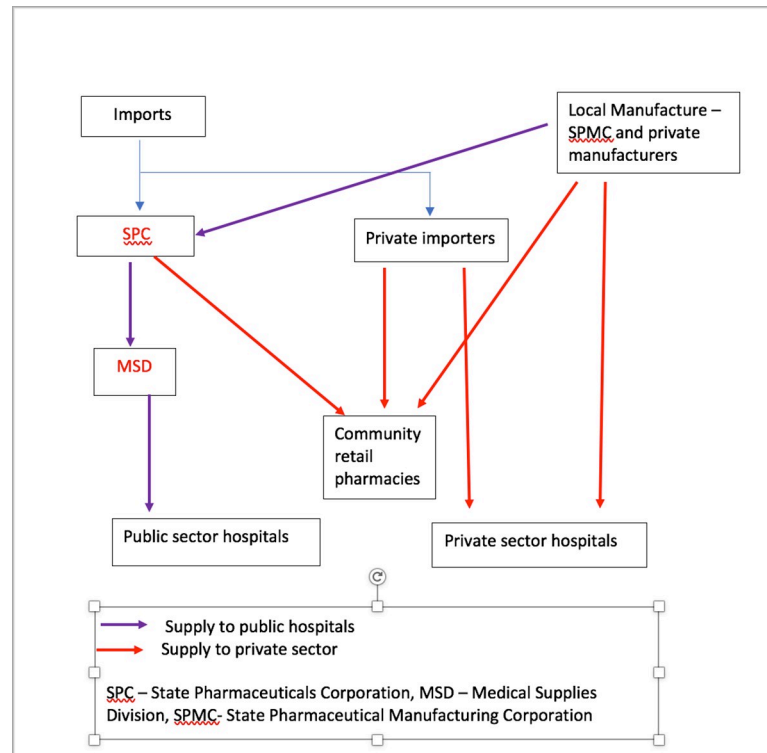 Imports
Local Manufacture –
SPMC and private
manufacturers
SPC
Private importers
MSD
Community
retail
pharmacies
Public sector hospitals
Private sector hospitals
Supply to public hospitals
Supply to private sector
SPC – State Pharmaceuticals Corporation, MSD – Medical Supplies
Division, SPMC- State Pharmaceutical Manufacturing Corporation